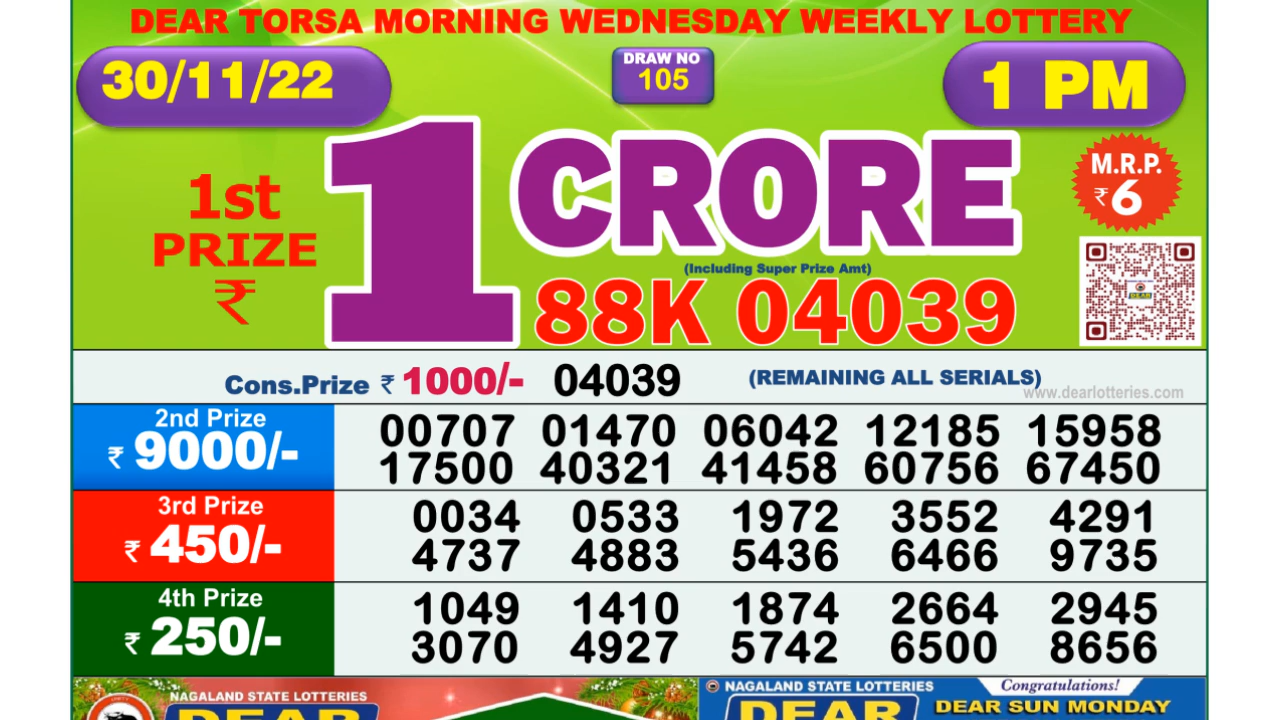 DEAR TORSA MORNING WEDNESDAY WEEKLY LOTTERY
30/11/22
DRAW NO
105
1 PM
1st
PRIZE
₹
1 CRORE
(Including Super Prize Amt)
88K 04039
M.R.P.
₹6
DEAR
Cons.Prize ₹ 1000/- 04039 (REMAINING ALL SERIALS)
www.dearlotteries.com
2nd Prize
₹ 9000/-
00707 01470 06042 12185 15958
17500 40321 41458 60756 67450
3rd Prize
₹ 450/-
0034 0533 1972 3552 4291
4737 4883 5436 6466 9735
4th Prize
₹ 250/-
1049 1410 1874 2664 2945
3070 4927 5742 6500 8656
NAGALAND STATE LOTTERIES
DEAR
NAGALAND STATE LOTTERIES
DEAR
Congratulations!
DEAR SUN MONDAY